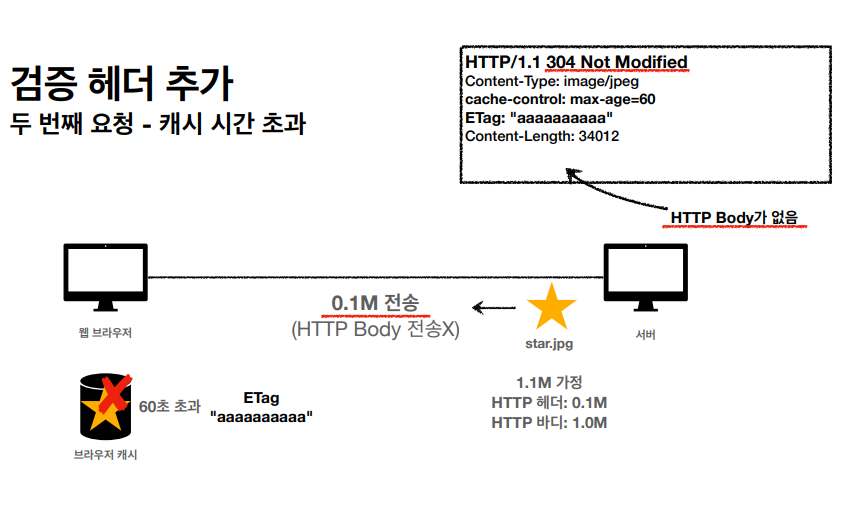 검증 헤더 추가
두 번째 요청 - 캐시 시간 초과
HTTP/1.1 304 Not Modified
Content-Type: image/jpeg
cache-control: max-age=60
ETag: "aaaaaaaaaa"
Content-Length: 34012
HTTP Body가 없음
0.1M 전송
(HTTP Body 전송X)
웹 브라우저
star.jpg
서버
60초 초과
ETag
"aaaaaaaaaa"
브라우저 캐시
1.1M 가정
HTTP 헤더: 0.1M
HTTP 바디: 1.0M